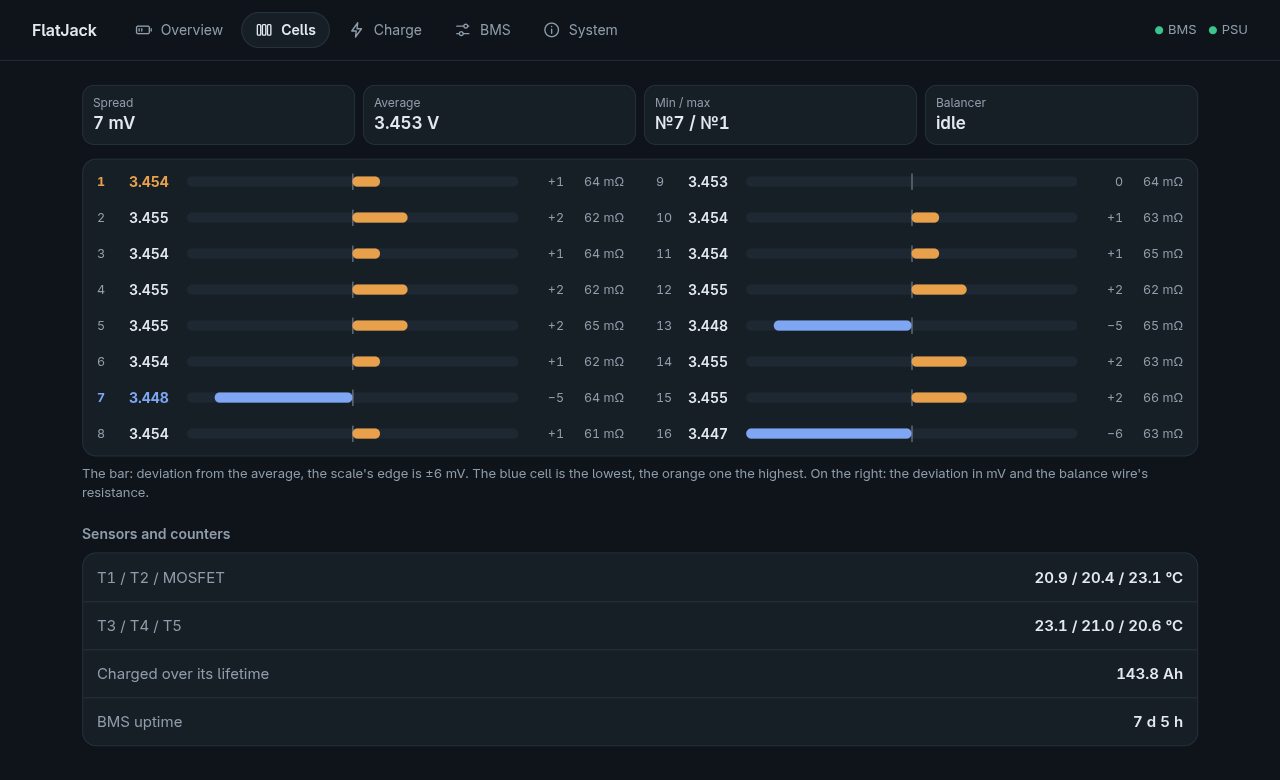 FlatJack
Overview
Cells
Charge
BMS
System
BMS
PSU
Spread
7 mV
Average
3.453 V
Min / max
№7 / №1
Balancer
idle
1 3.454 +1 64 mΩ
2 3.455 +2 62 mΩ
3 3.454 +1 64 mΩ
4 3.455 +2 62 mΩ
5 3.455 +2 65 mΩ
6 3.454 +1 62 mΩ
7 3.448 −5 64 mΩ
8 3.454 +1 61 mΩ
9 3.453 0 64 mΩ
10 3.454 +1 63 mΩ
11 3.454 +1 65 mΩ
12 3.455 +2 62 mΩ
13 3.448 −5 65 mΩ
14 3.455 +2 63 mΩ
15 3.455 +2 66 mΩ
16 3.447 −6 63 mΩ
The bar: deviation from the average, the scale's edge is ±6 mV. The blue cell is the lowest, the orange one the highest. On the right: the deviation in mV and the balance wire's
resistance.
Sensors and counters
T1 / T2 / MOSFET 20.9 / 20.4 / 23.1 °C
T3 / T4 / T5 23.1 / 21.0 / 20.6 °C
Charged over its lifetime 143.8 Ah
BMS uptime 7 d 5 h